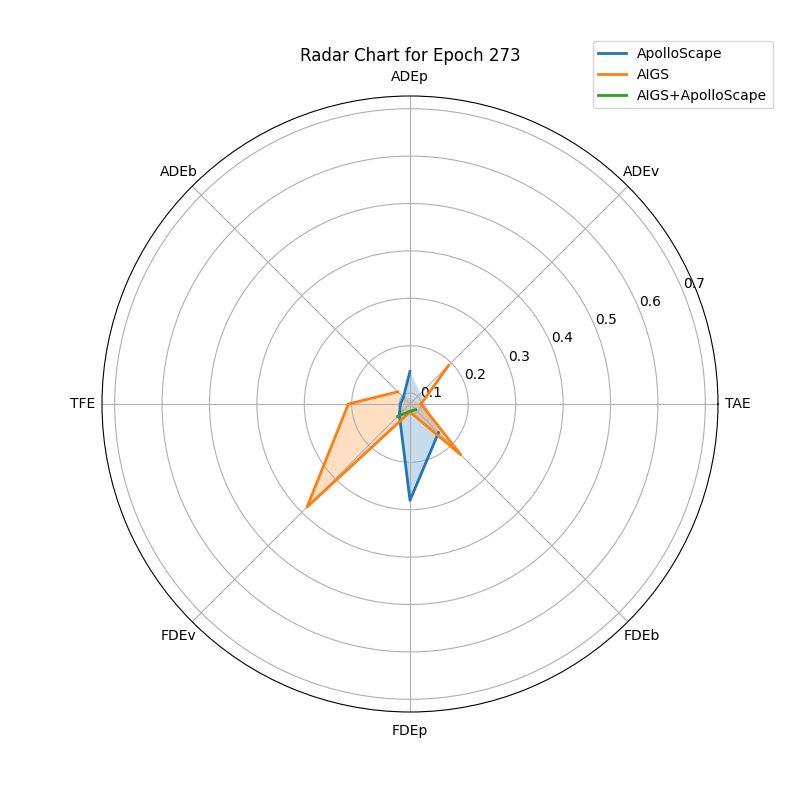 Radar Chart for Epoch 273
ApolloScape
AIGS
AIGS+ApolloScape
ADEp
ADEb
ADEv
0.7
0.6
0.5
0.4
0.3
0.2
0.1
TFE
TAE
FDEv
FDEb
FDEp